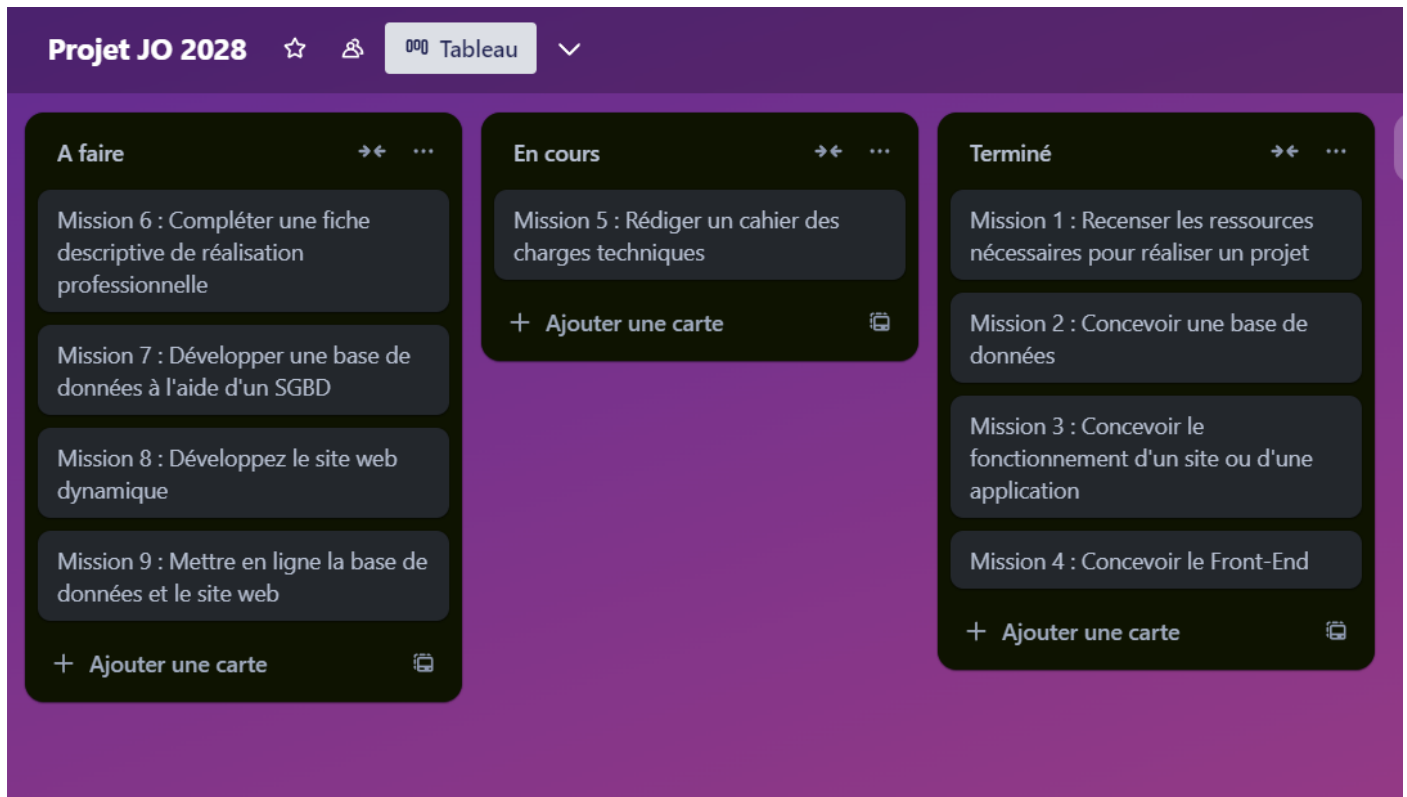 Projet JO 2028
Tableau
A faire
Mission 6 : Compléter une fiche
descriptive de réalisation
professionnelle
Mission 7 : Développer une base de
données à l'aide d'un SGBD
Mission 8 : Développez le site web
dynamique
Mission 9 : Mettre en ligne la base de
données et le site web
+ Ajouter une carte
En cours
Mission 5 : Rédiger un cahier des
charges techniques
+ Ajouter une carte
Terminé
Mission 1 : Recenser les ressources
nécessaires pour réaliser un projet
Mission 2 : Concevoir une base de
données
Mission 3 : Concevoir le
fonctionnement d'un site ou d'une
application
Mission 4 : Concevoir le Front-End
+ Ajouter une carte